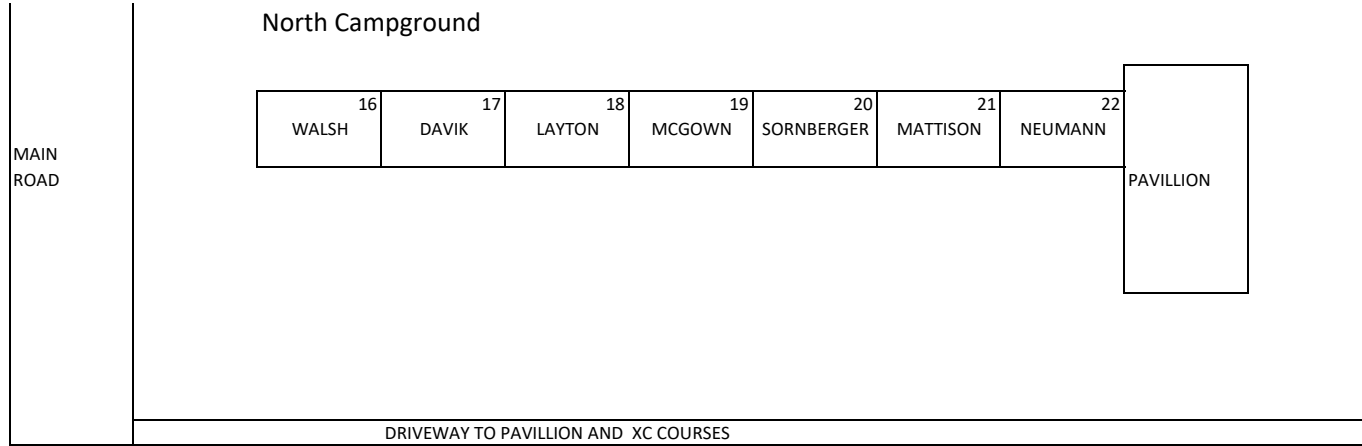 North Campground
16 17 18 19 20 21 22
WALSH DAVIK LAYTON MCGOWN SORNBERGER MATTISON NEUMANN
MAIN
ROAD PAVILLION
DRIVEWAY TO PAVILLION AND XC COURSES